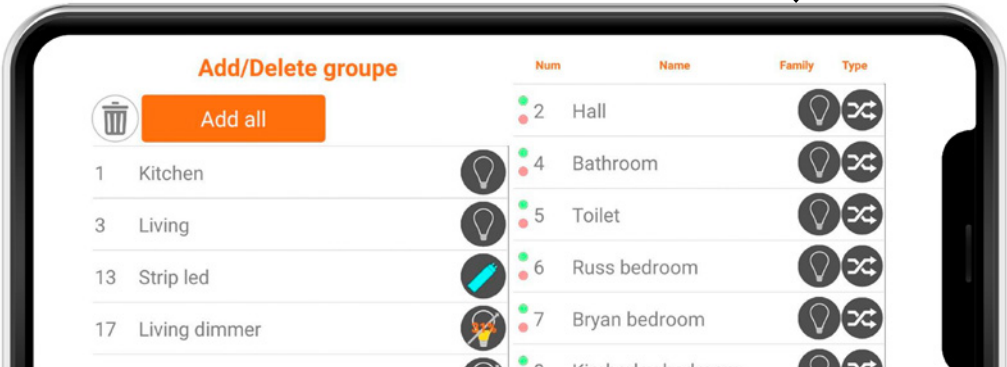 Add/Delete groupe
Add all
1 Kitchen
3 Living
13 Strip led
17 Living dimmer
Num Name Family Type
2 Hall
4 Bathroom
5 Toilet
6 Russ bedroom
7 Bryan bedroom